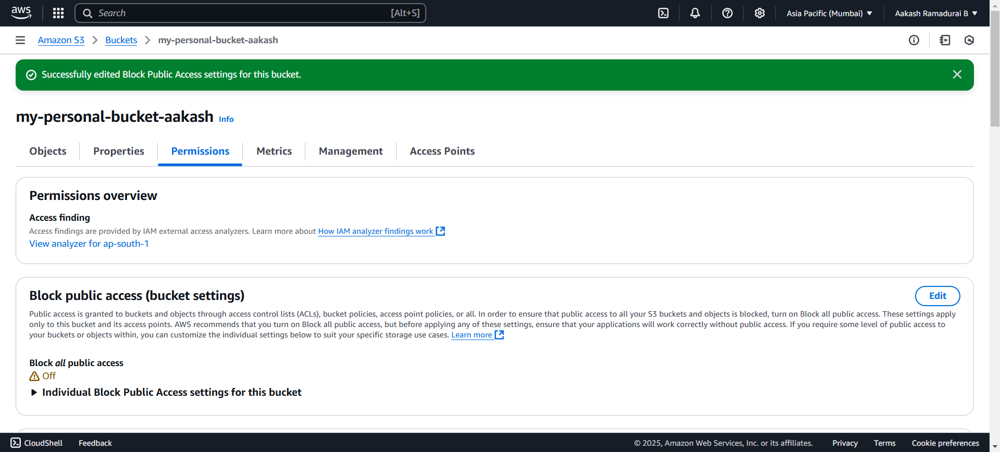 aws
Search
[Alt+S]
Asia Pacific (Mumbai)
Aakash Ramadurai B
Amazon S3
Buckets
my-personal-bucket-aakash
Successfully edited Block Public Access settings for this bucket.
my-personal-bucket-aakash Info
Objects
Properties
Permissions
Metrics
Management
Access Points
Permissions overview
Access finding
Access findings are provided by IAM external access analyzers. Learn more about How IAM analyzer findings work
View analyzer for ap-south-1
Block public access (bucket settings)
Edit
Public access is granted to buckets and objects through access control lists (ACLs), bucket policies, access point policies, or all. In order to ensure that public access to all your S3 buckets and objects is blocked, turn on Block all public access. These settings apply
only to this bucket and its access points. AWS recommends that you turn on Block all public access, but before applying any of these settings, ensure that your applications will work correctly without public access. If you require some level of public access to
your buckets or objects within, you can customize the individual settings below to suit your specific storage use cases. Learn more
Block all public access
Off
Individual Block Public Access settings for this bucket
CloudShell
Feedback
© 2025, Amazon Web Services, Inc. or its affiliates.
Privacy
Terms
Cookie preferences